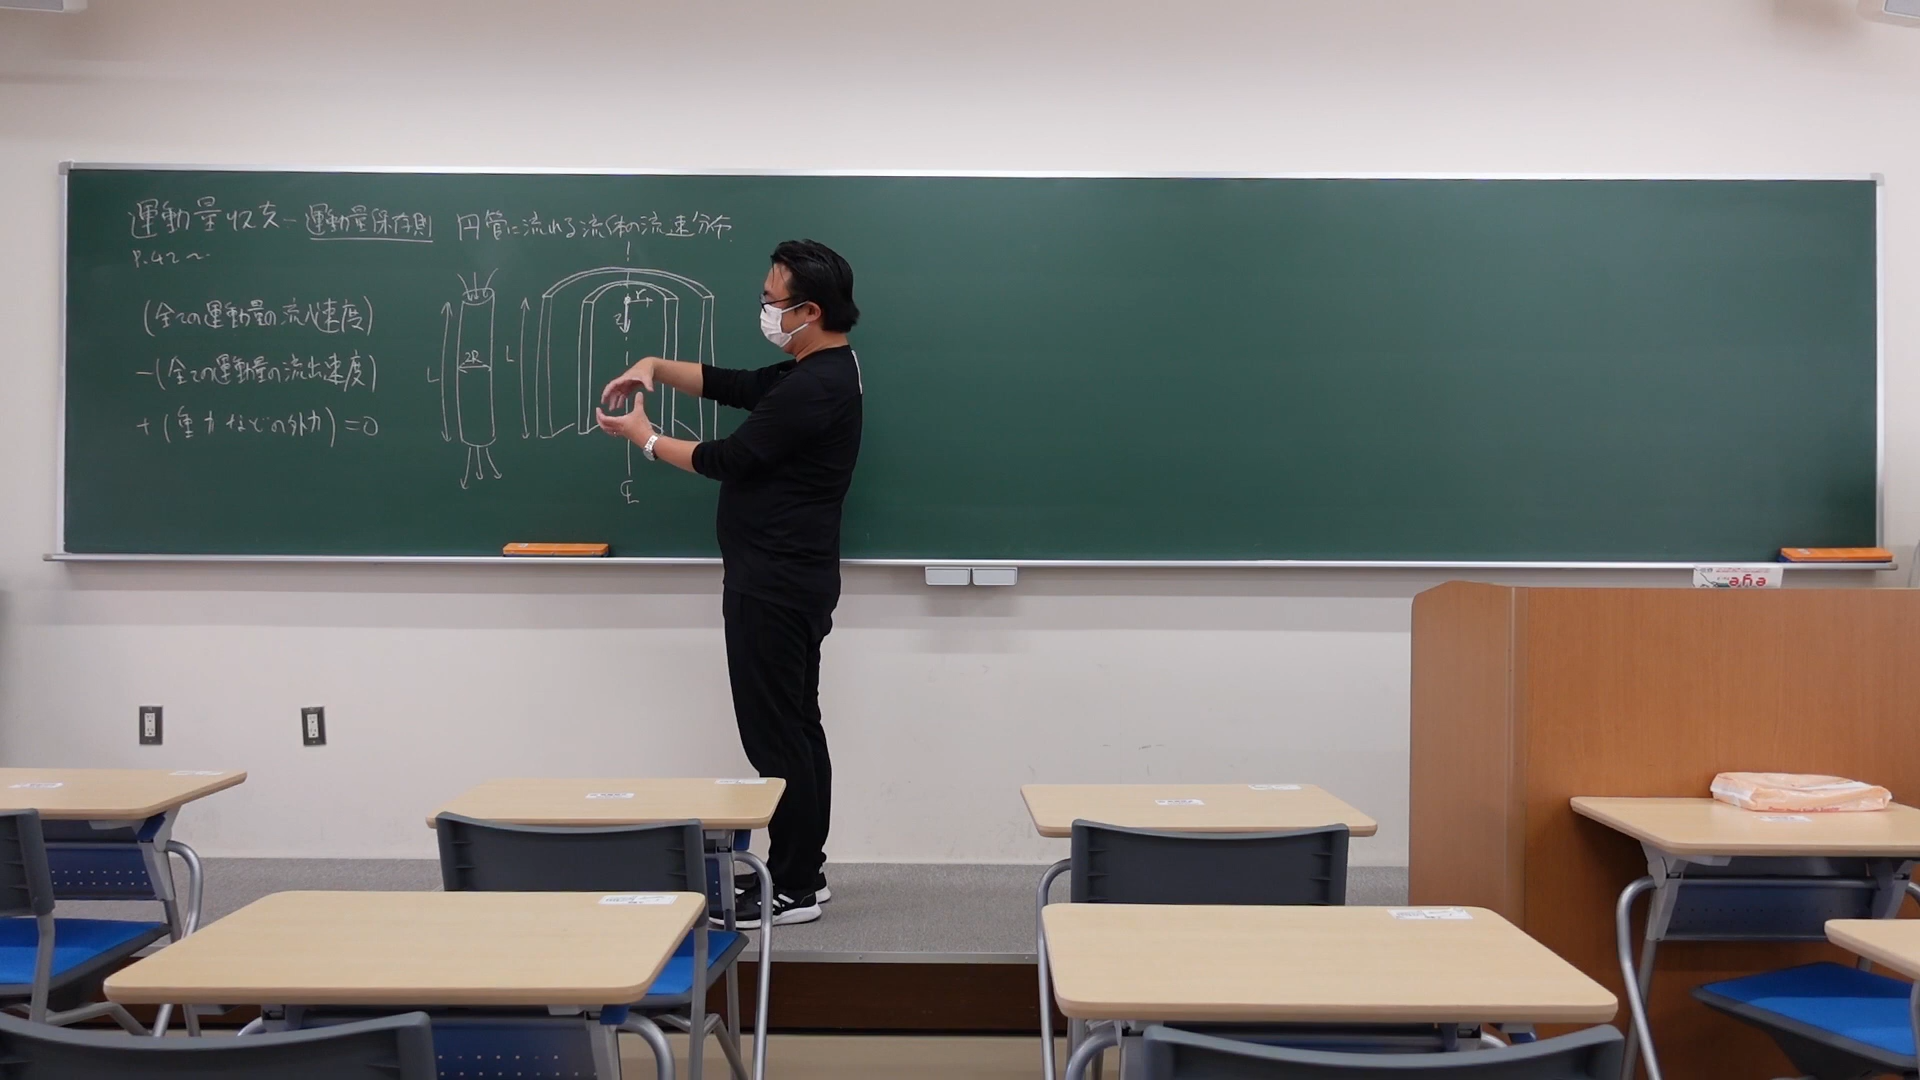 運動量収支 - 運動量保存則 円管に流れる流体の流速分布
P.42~
(全ての運動量の流入速度)
-(全ての運動量の流出速度)
+(重力などの外力)=0
L
2R
L
r
z
℄
eye